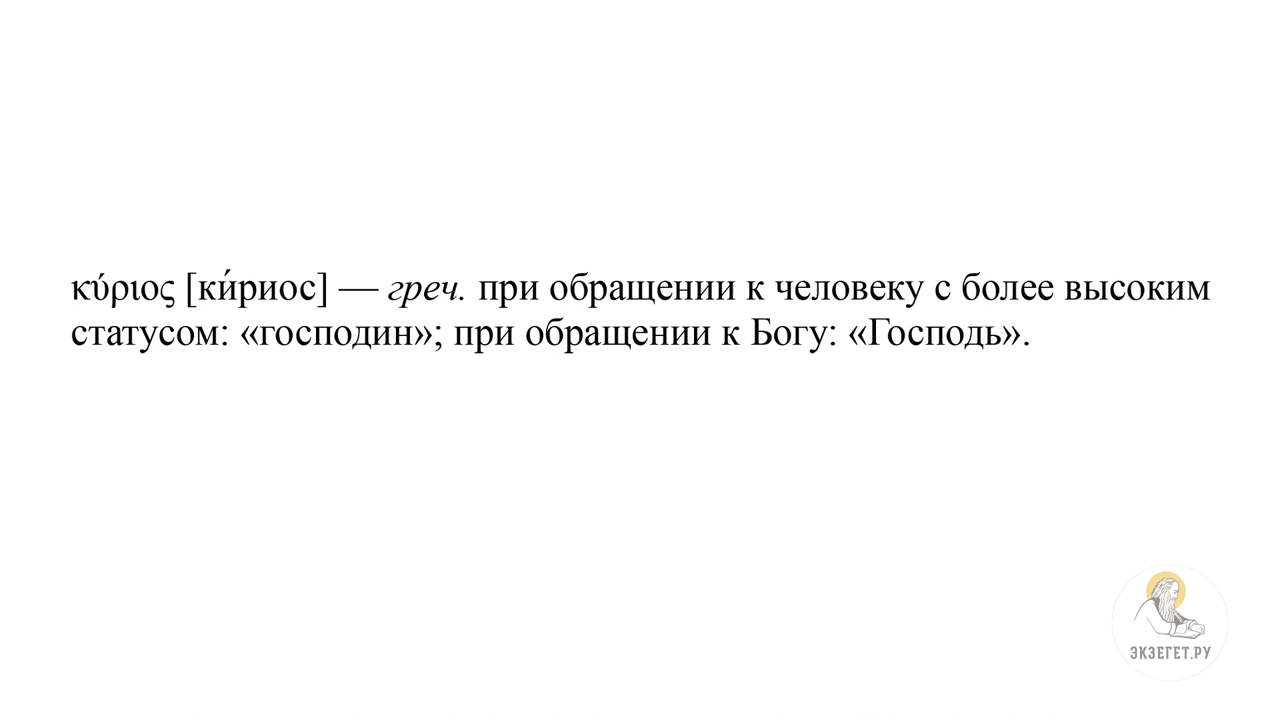 κύριος [ки́риос] — греч. при обращении к человеку с более высоким
статусом: «господин»; при обращении к Богу: «Господь».
ЭКЗЕГЕТ.РУ